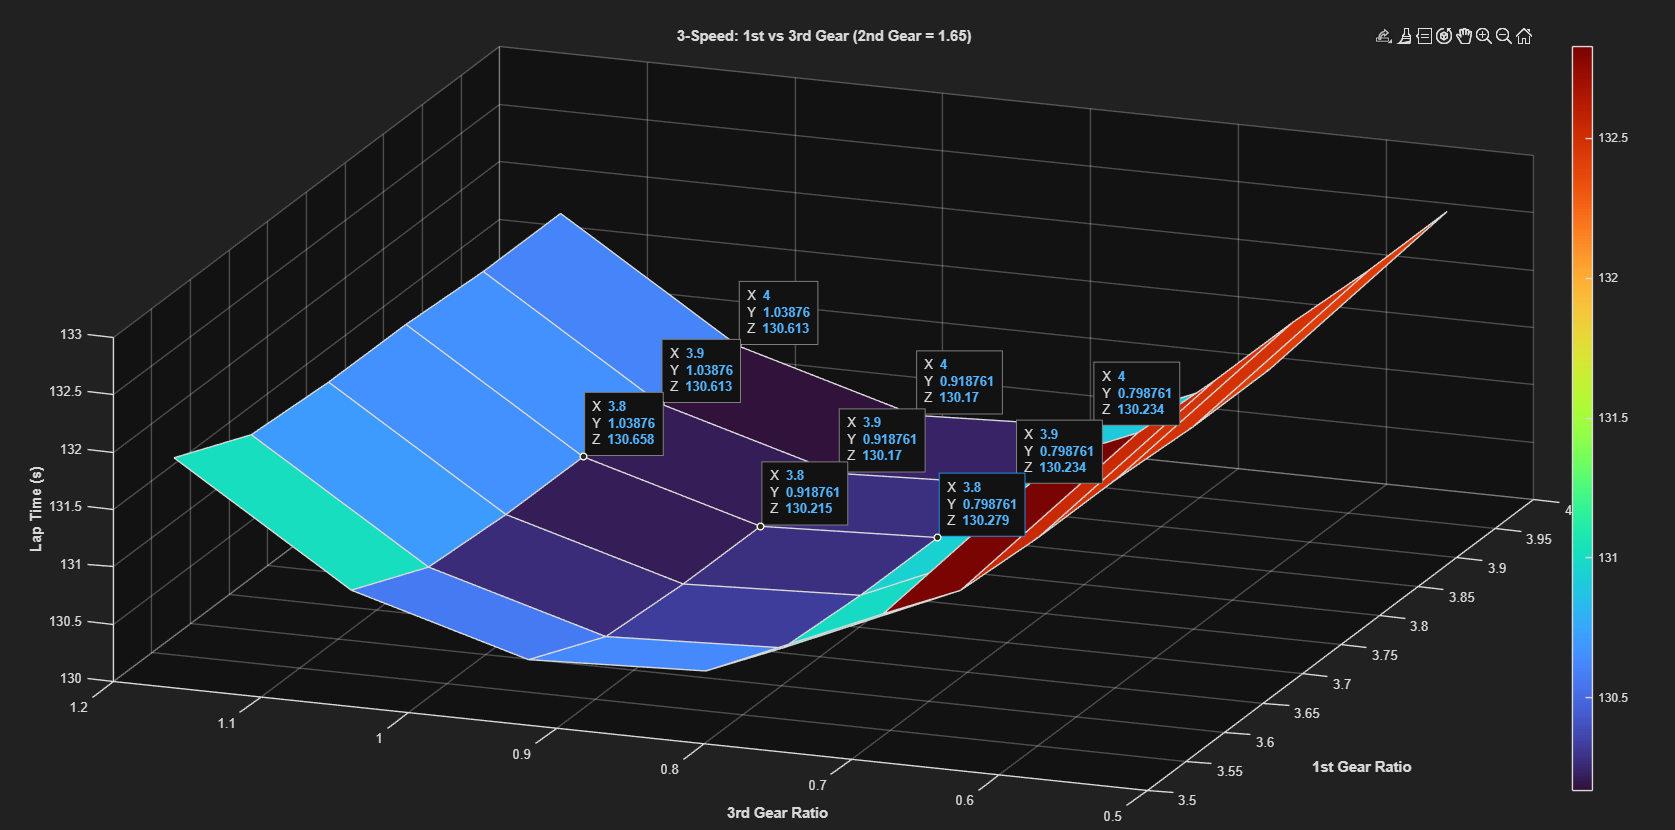 3-Speed: 1st vs 3rd Gear (2nd Gear = 1.65)
X 4
Y 1.03876
Z 130.613
X 3.9
Y 1.03876
Z 130.613
X 3.8
Y 1.03876
Z 130.658
X 4
Y 0.918761
Z 130.17
X 3.9
Y 0.918761
Z 130.17
X 3.8
Y 0.918761
Z 130.215
X 4
Y 0.798761
Z 130.234
X 3.9
Y 0.798761
Z 130.234
X 3.8
Y 0.798761
Z 130.279
133
132.5
132
131.5
131
130.5
130
Lap Time (s)
1.2
1.1
1
0.9
0.8
0.7
0.6
0.5
3rd Gear Ratio
4
3.95
3.9
3.85
3.8
3.75
3.7
3.65
3.6
3.55
3.5
1st Gear Ratio
132.5
132
131.5
131
130.5